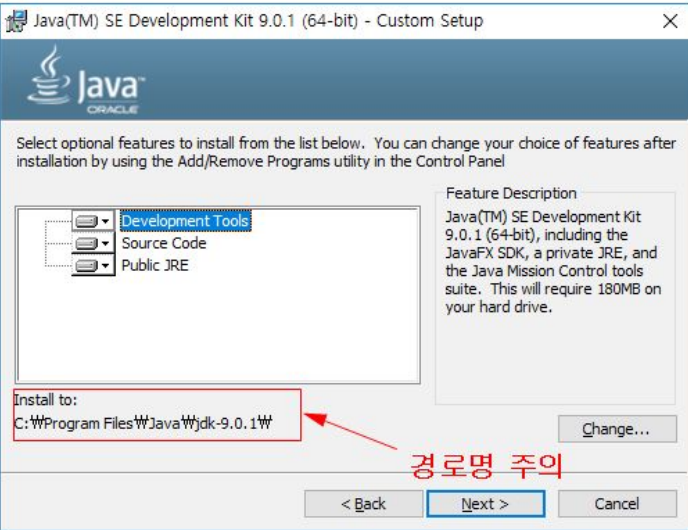 Java(TM) SE Development Kit 9.0.1 (64-bit) - Custom Setup
Java™
ORACLE
Select optional features to install from the list below. You can change your choice of features after
installation by using the Add/Remove Programs utility in the Control Panel
Development Tools
Source Code
Public JRE
Feature Description
Java(TM) SE Development Kit
9.0.1 (64-bit), including the
JavaFX SDK, a private JRE, and
the Java Mission Control tools
suite. This will require 180MB on
your hard drive.
Install to:
C:₩Program Files₩Java₩jdk-9.0.1₩
Change...
경로명 주의
< Back
Next >
Cancel